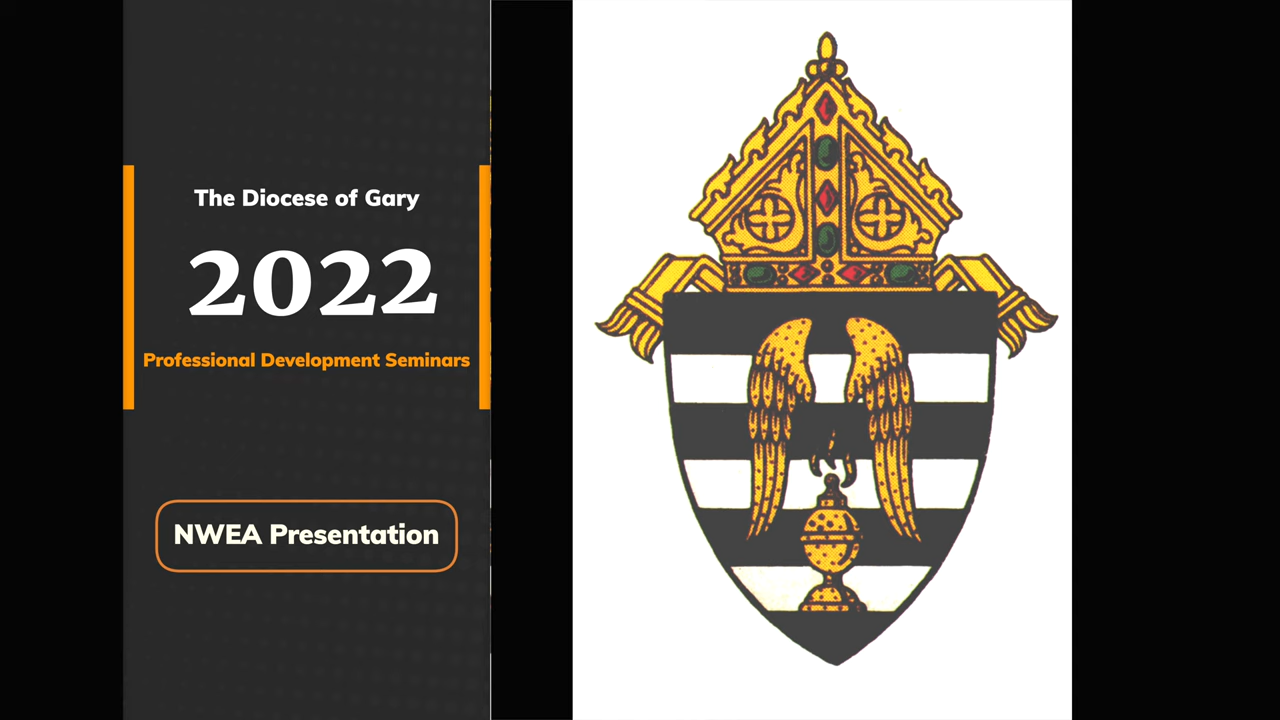 The Diocese of Gary
2022
Professional Development Seminars
NWEA Presentation